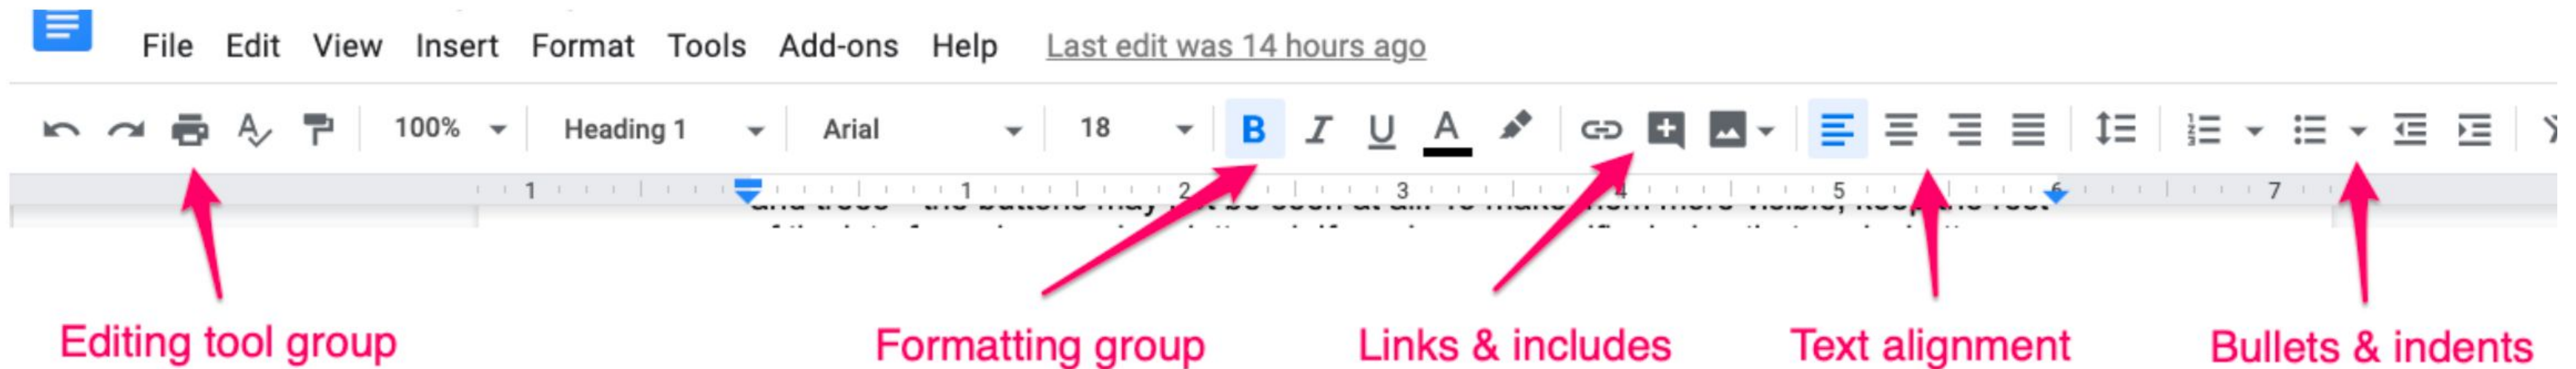 File Edit View Insert Format Tools Add-ons Help Last edit was 14 hours ago
100% Heading 1 Arial 18 B I U A
1 1 2 3 4 5 6 7
Editing tool group Formatting group Links & includes Text alignment Bullets & indents